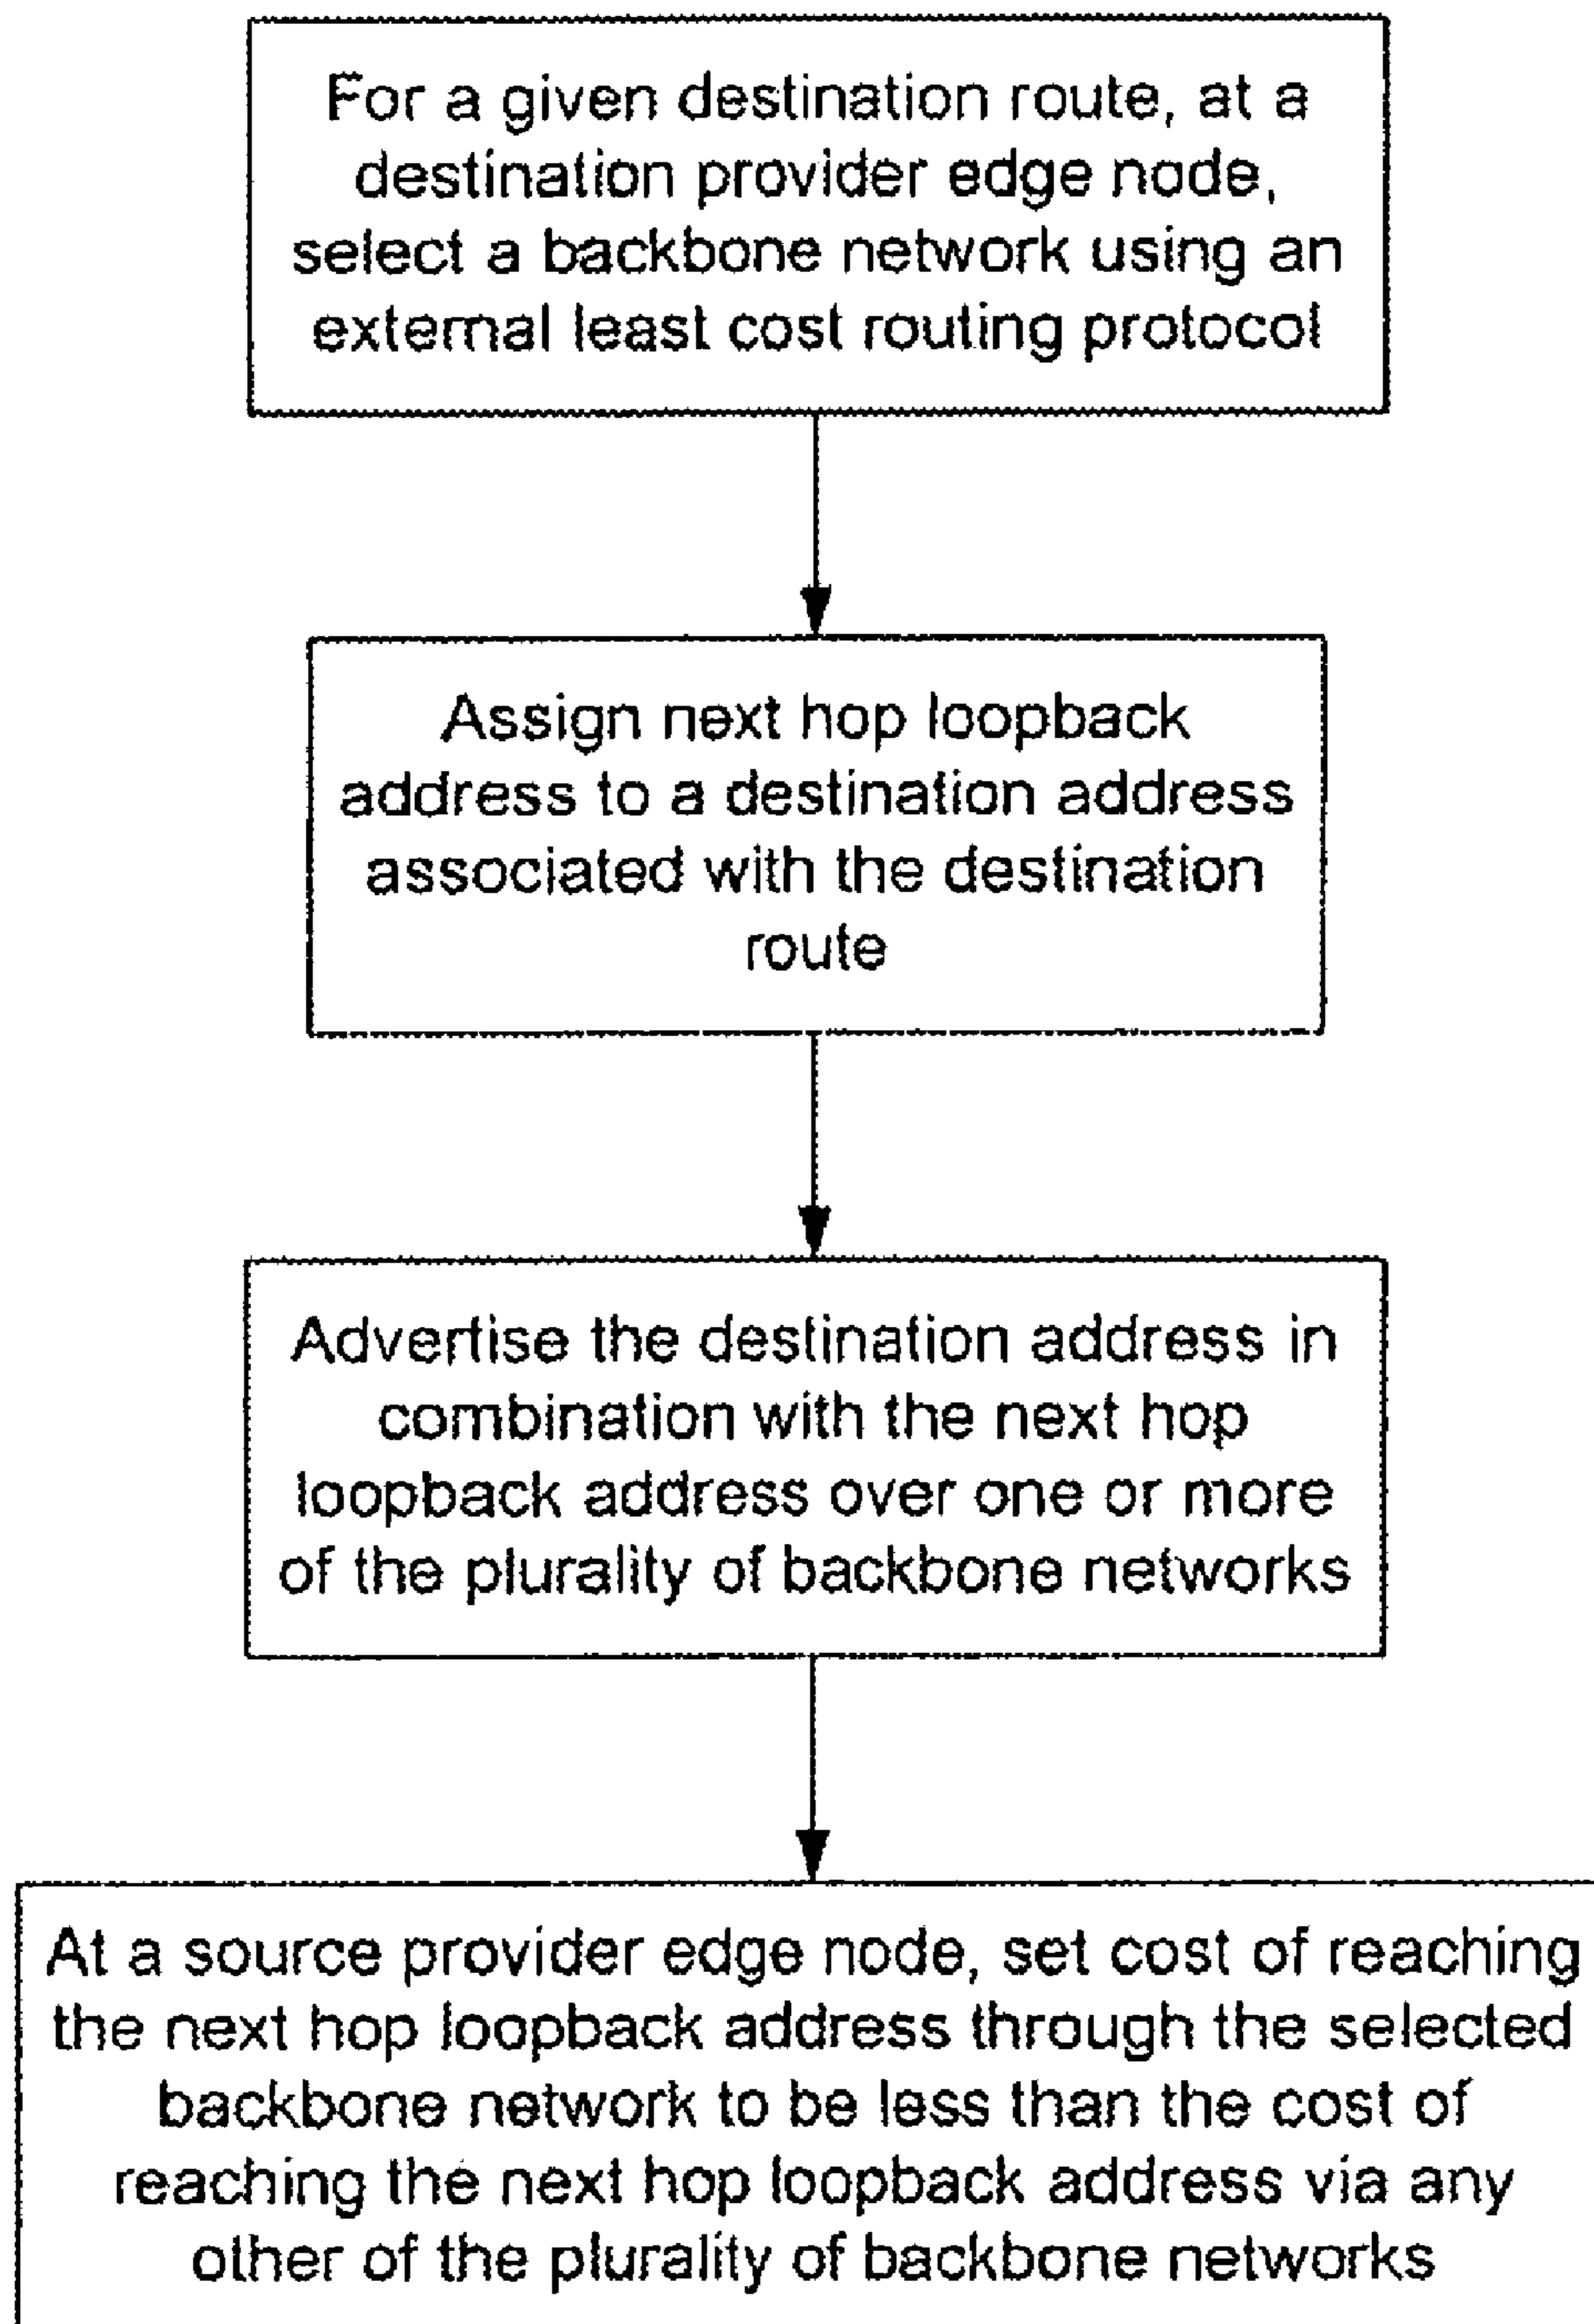 For a given destination route, at a
destination provider edge node,
select a backbone network using an
external least cost routing protocol
Assign next hop loopback
address to a destination address
associated with the destination
route
Advertise the destination address in
combination with the next hop
loopback address over one or more
of the plurality of backbone networks
At a source provider edge node, set cost of reaching
the next hop loopback address through the selected
backbone network to be less than the cost of
reaching the next hop loopback address via any
other of the plurality of backbone networks